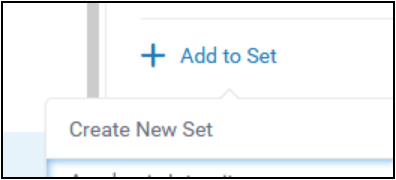 + Add to Set
Create New Set